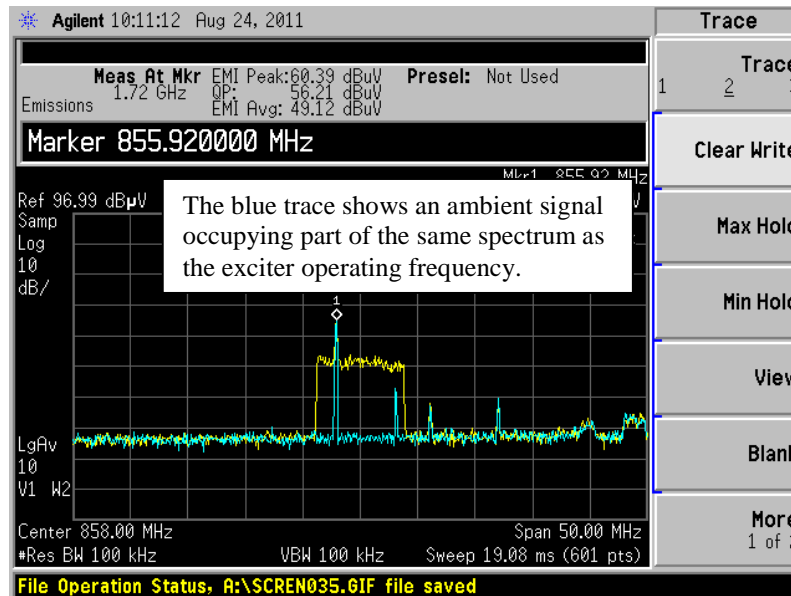 Agilent 10:11:12 Aug 24, 2011
Trace
Meas At Mkr EMI Peak:60.39 dBuV Presel: Not Used
1.72 GHz QP: 56.21 dBuV
Emissions EMI Avg: 49.12 dBuV
Marker 855.920000 MHz
Ref 96.99 dBµV
Samp
Log
10
dB/
The blue trace shows an ambient signal
occupying part of the same spectrum as
the exciter operating frequency.
1
LgAv
10
V1 W2
Center 858.00 MHz Span 50.00 MHz
#Res BW 100 kHz VBW 100 kHz Sweep 19.08 ms (601 pts)
File Operation Status, A:\SCREN035.GIF file saved
Trace
1 2
Clear Write
Max Hold
Min Hold
View
Blank
More
1 of